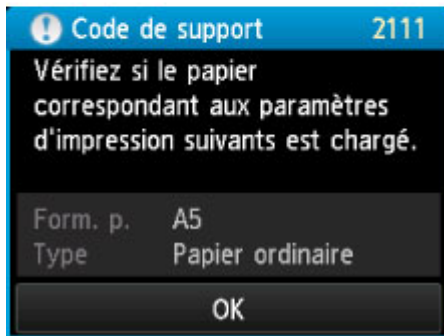 Code de support 2111
Vérifiez si le papier
correspondant aux paramètres
d'impression suivants est chargé.
Form. p. A5
Type Papier ordinaire
OK